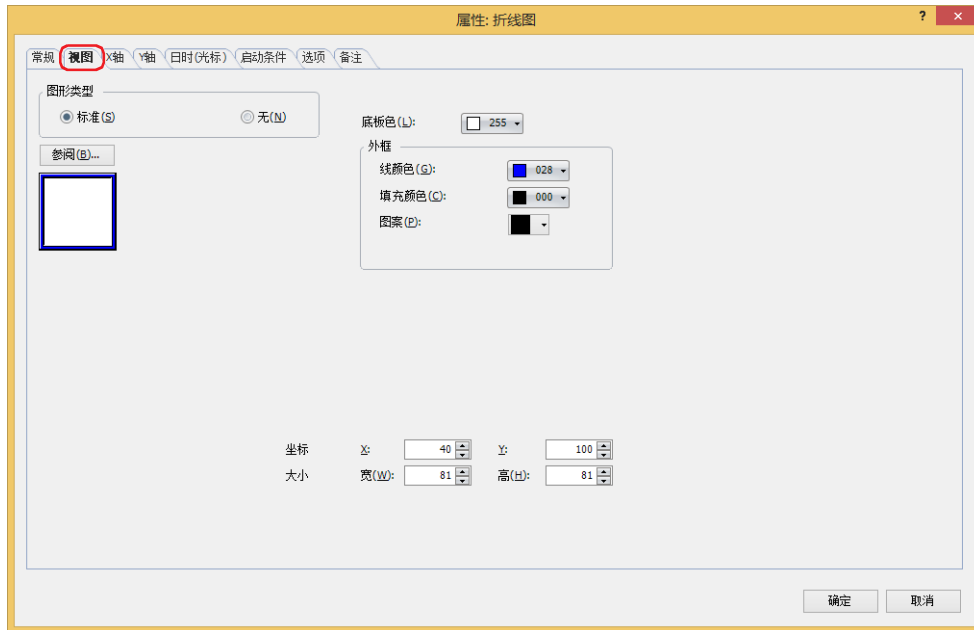 属性: 折线图
? ×
常规 视图 X轴 Y轴 日时(光标) 启动条件 选项 备注
图形类型
标准(S) 无(N)
底板色(L): 255
参阅(B)...
外框
线颜色(G): 028
填充颜色(C): 000
图案(P):
坐标 X: 40 Y: 100
大小 宽(W): 81 高(H): 81
确定 取消